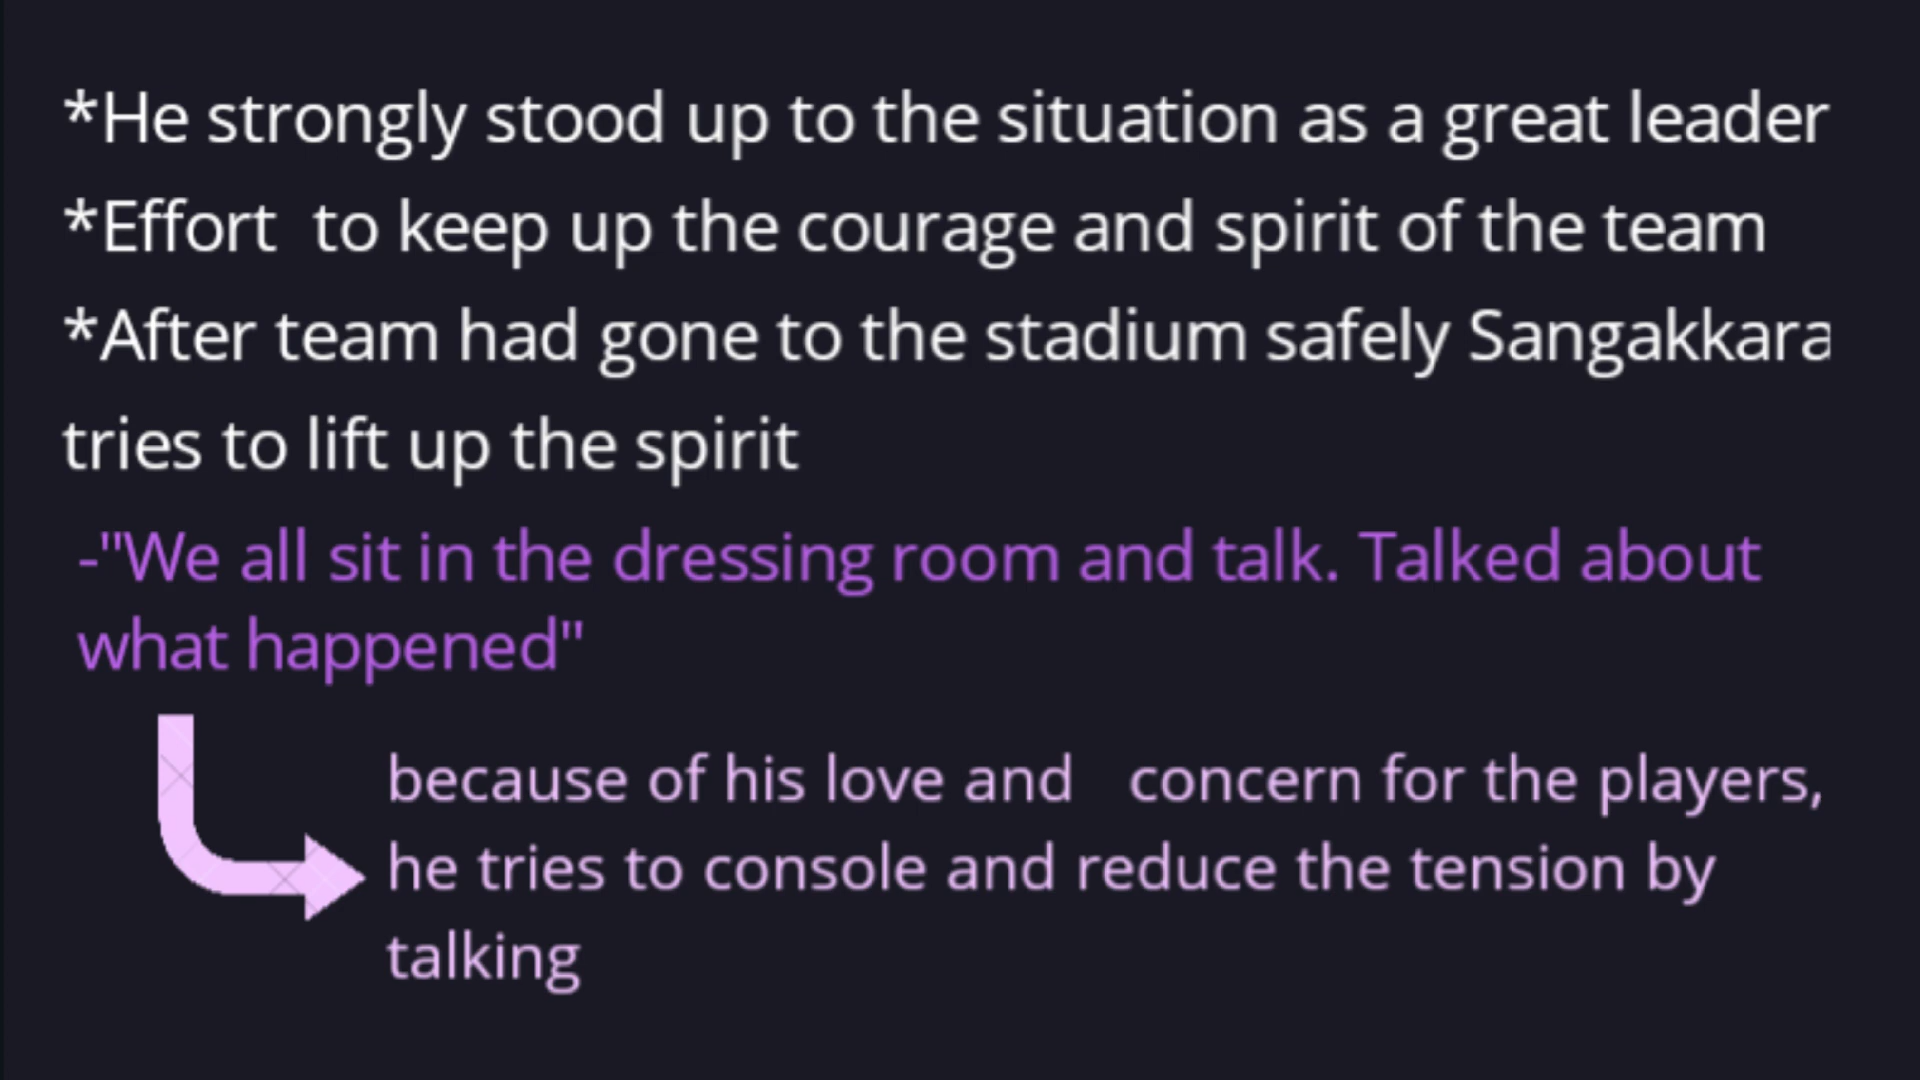 *He strongly stood up to the situation as a great leader
*Effort  to keep up the courage and spirit of the team
*After team had gone to the stadium safely Sangakkara
tries to lift up the spirit
-"We all sit in the dressing room and talk. Talked about
what happened"
because of his love and   concern for the players,
he tries to console and reduce the tension by
talking